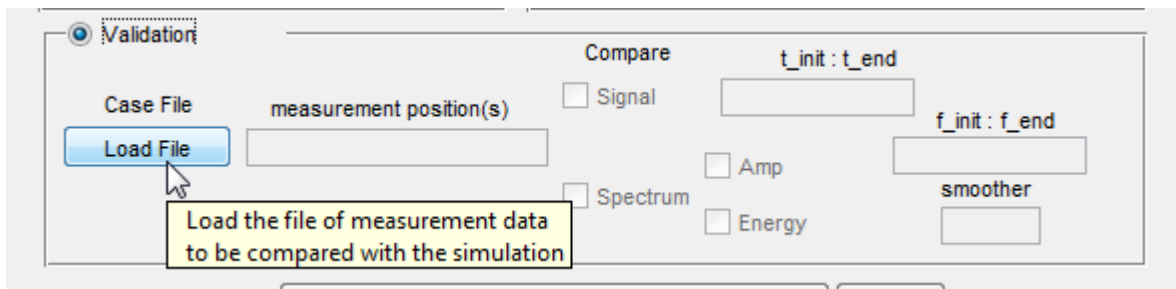 Validation
Compare
t_init : t_end
Case File
measurement position(s)
Signal
f_init : f_end
Load File
Amp
Spectrum
smoother
Energy
Load the file of measurement data
to be compared with the simulation